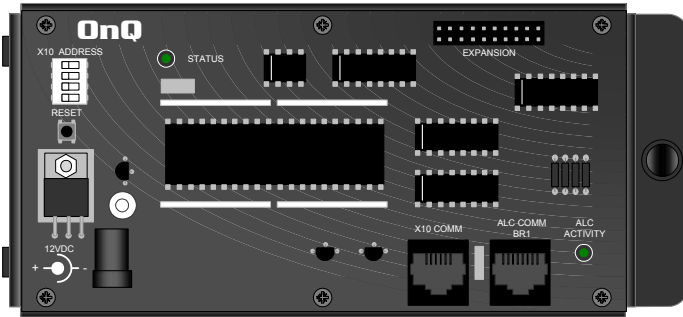 OnQ
X10 ADDRESS
STATUS
EXPANSION
RESET
X10 COMM
ALC COMM
BR1
ALC
ACTIVITY
12VDC
+ -